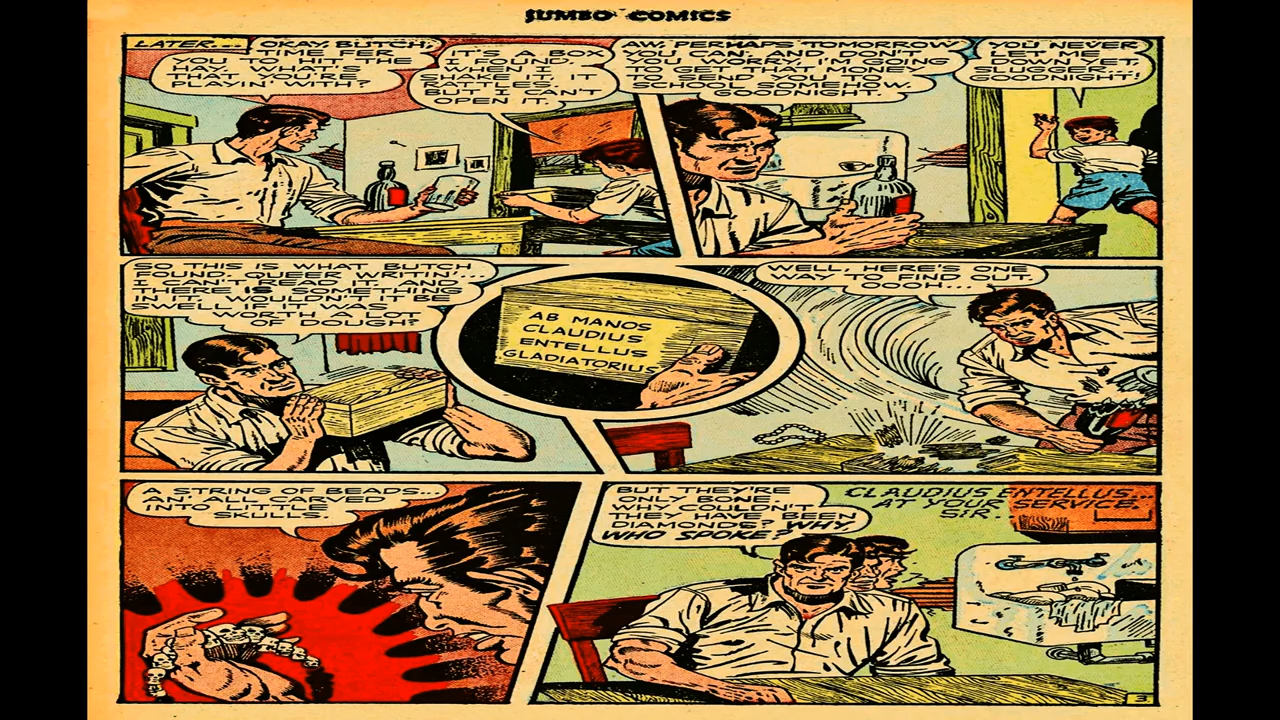 JUMBO COMICS
LATER...
OKAY, BUTCH,
TIME FER
YOU TO HIT THE
HAY. WHAT'S
THAT YOU'RE
PLAYIN' WITH?
IT'S A BOX
I FOUND.
WHEN I
SHAKE IT, IT
RATTLES.
BUT I CAN'T
OPEN IT.
AW, PERHAPS TOMORROW
YOU CAN. AND DON'T
YOU WORRY, I'M GOING
TO GET THAT MONEY
TO SEND YOU TO
SCHOOL SOMEHOW.
GOODNIGHT.
YOU NEVER
LET ME
DOWN YET,
SLUGGER.
GOODNIGHT!
SO THIS IS WHAT BUTCH
FOUND. QUEER WRITIN'...
I CAN'T READ IT. AND
THERE IS SOMETHING
IN IT. WOULDN'T IT BE
SWELL IF IT WAS
WORTH A LOT
OF DOUGH?
AB MANOS
CLAUDIUS
ENTELLUS
GLADIATORIUS
WELL, HERE'S ONE
WAY TO FIND OUT.
OOOH...
A STRING OF BEADS...
AN' ALL CARVED
INTO LITTLE
SKULLS.
BUT THEY'RE
ONLY BONE.
WHY COULDN'T
THEY HAVE BEEN
DIAMONDS? WHY,
WHO SPOKE?
CLAUDIUS ENTELLUS...
AT YOUR SERVICE,
SIR!
3